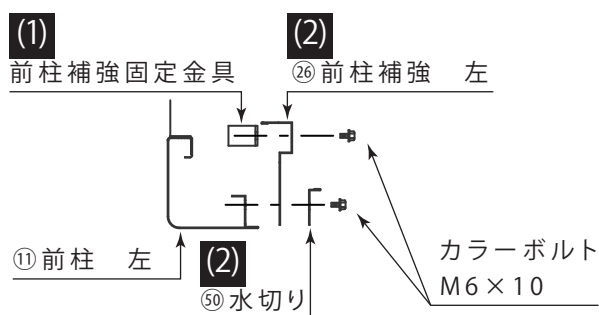 (1)
前柱補強固定金具
(2)
㉖前柱補強 左
⑪前柱 左
(2)
㊿水切り
カラーボルト
M6×10